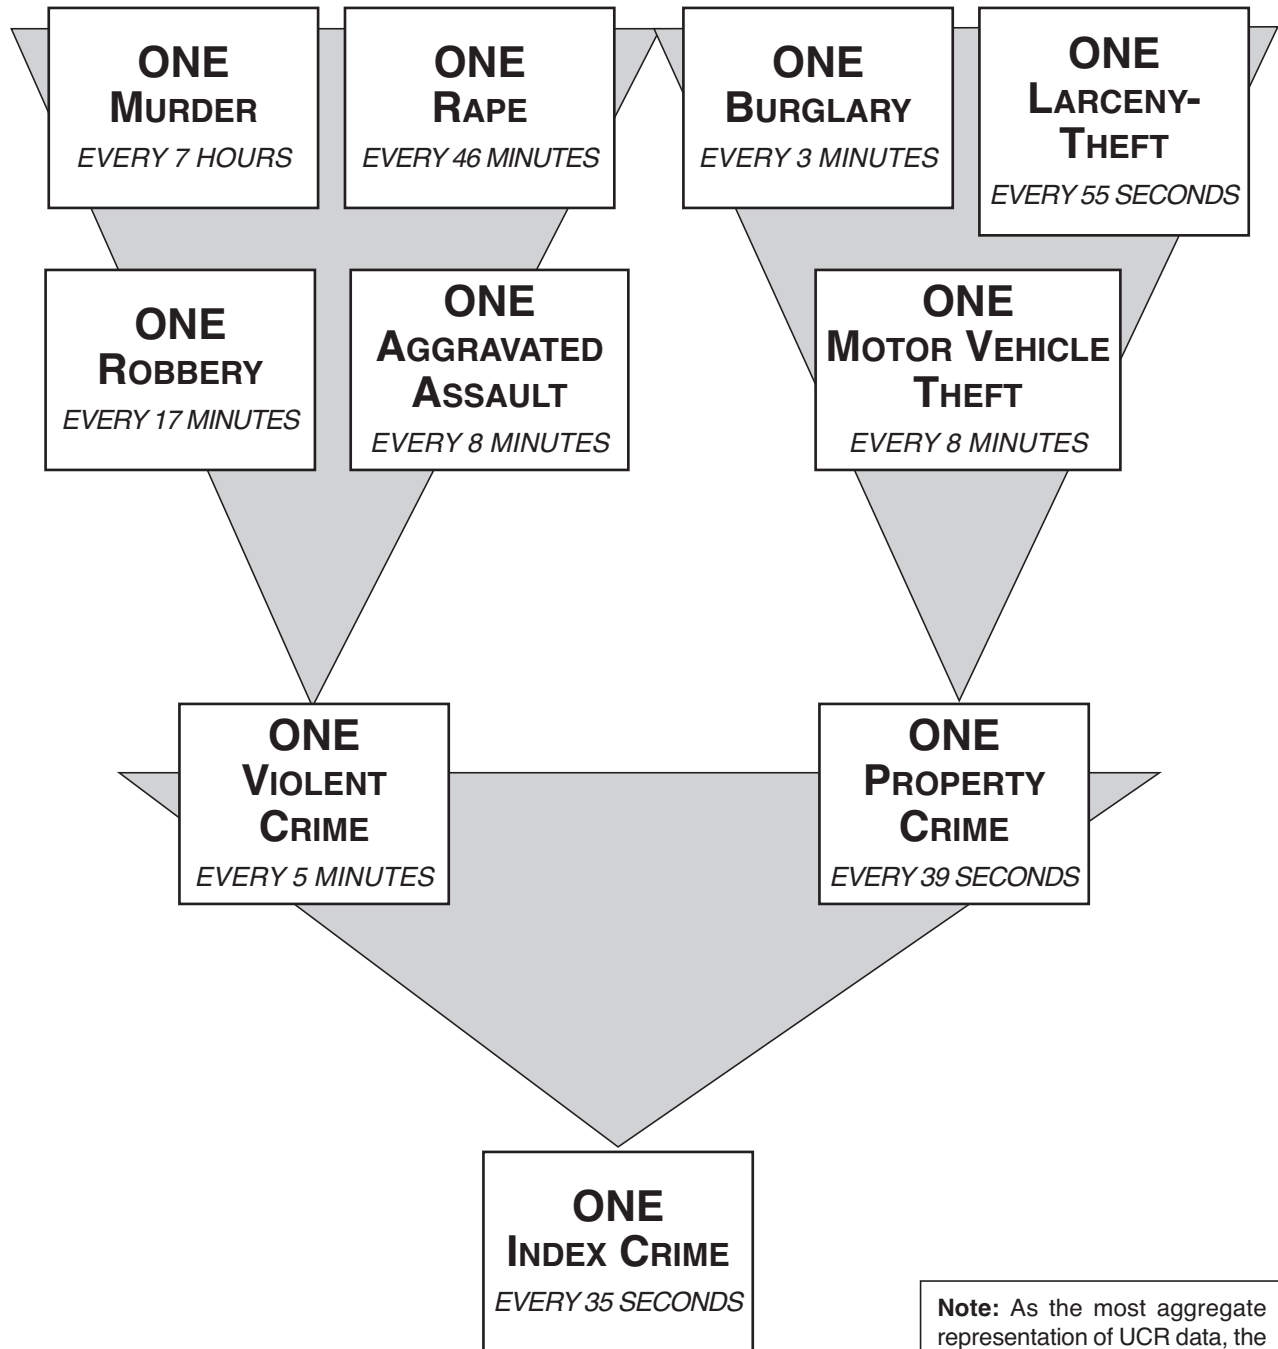 ONE
MURDER
EVERY 7 HOURS
ONE
RAPE
EVERY 46 MINUTES
ONE
BURGLARY
EVERY 3 MINUTES
ONE
LARCENY-
THEFT
EVERY 55 SECONDS
ONE
ROBBERY
EVERY 17 MINUTES
ONE
AGGRAVATED
ASSAULT
EVERY 8 MINUTES
ONE
MOTOR VEHICLE
THEFT
EVERY 8 MINUTES
ONE
VIOLENT
CRIME
EVERY 5 MINUTES
ONE
PROPERTY
CRIME
EVERY 39 SECONDS
ONE
INDEX CRIME
EVERY 35 SECONDS
Note: As the most aggregate
representation of UCR data, the